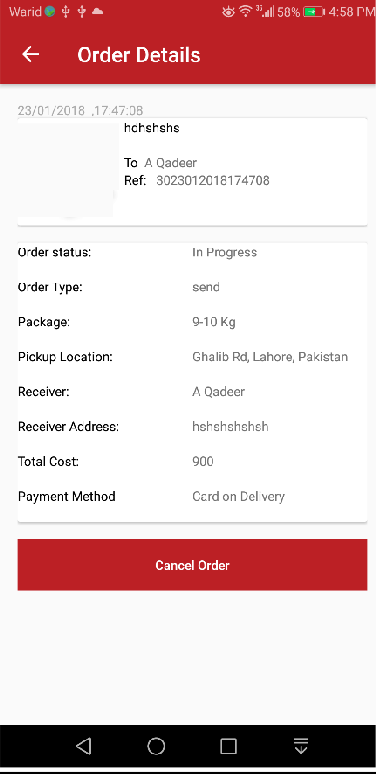 Warid 3G 58% 4:58 PM
Order Details
23/01/2018 ,17:47:08
hdhshshs
To A Qadeer
Ref: 3023012018174708
Order status: In Progress
Order Type: send
Package: 9-10 Kg
Pickup Location: Ghalib Rd, Lahore, Pakistan
Receiver: A Qadeer
Receiver Address: hshshshshsh
Total Cost: 900
Payment Method Card on Delivery
Cancel Order